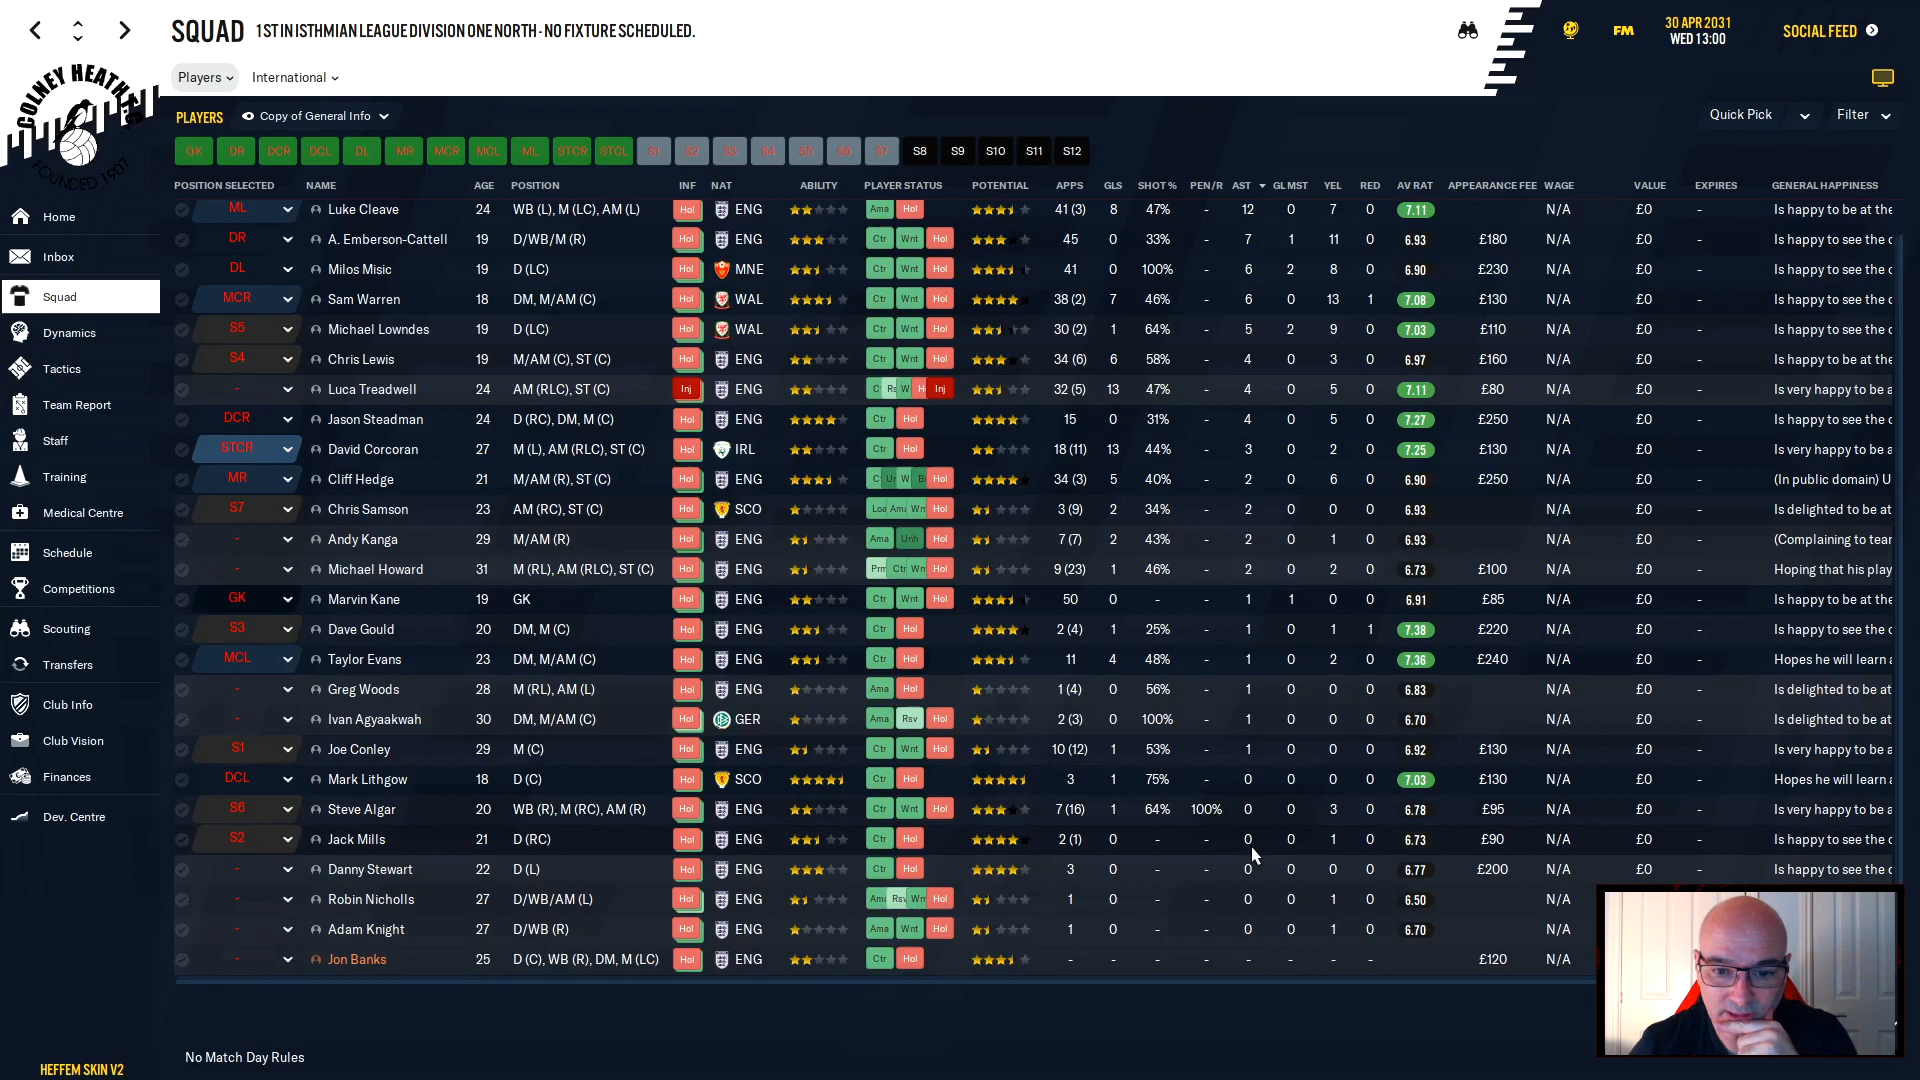 SQUAD 1ST IN ISTHMIAN LEAGUE DIVISION ONE NORTH - NO FIXTURE SCHEDULED.
FM 30 APR 2031 WED 13:00 SOCIAL FEED
COLNEY HEATH
FOUNDED 1907
Players International
PLAYERS Copy of General Info Quick Pick Filter
GK DR DCR DCL DL MR MCR MCL ML STCR STCL S1 S2 S3 S4 S5 S6 S7 S8 S9 S10 S11 S12
POSITION SELECTED NAME AGE POSITION INF NAT ABILITY PLAYER STATUS POTENTIAL APPS GLS SHOT % PEN/R AST GL MST YEL RED AV RAT APPEARANCE FEE WAGE VALUE EXPIRES GENERAL HAPPINESS
ML Luke Cleave 24 WB (L), M (LC), AM (L) Hol ENG Ama Hol 41 (3) 8 47% - 12 0 7 0 7.11 N/A £0 - Is happy to be at the
DR A. Emberson-Cattell 19 D/WB/M (R) Hol ENG Ctr Wnt Hol 45 0 33% - 7 1 11 0 6.93 £180 N/A £0 - Is happy to see the c
DL Milos Misic 19 D (LC) Hol MNE Ctr Wnt Hol 41 0 100% - 6 2 8 0 6.90 £230 N/A £0 - Is happy to see the c
MCR Sam Warren 18 DM, M/AM (C) Hol WAL Ctr Wnt Hol 38 (2) 7 46% - 6 0 13 1 7.08 £130 N/A £0 - Is happy to see the c
S5 Michael Lowndes 19 D (LC) Hol WAL Ctr Wnt Hol 30 (2) 1 64% - 5 2 9 0 7.03 £110 N/A £0 - Is happy to see the c
S4 Chris Lewis 19 M/AM (C), ST (C) Hol ENG Ctr Wnt Hol 34 (6) 6 58% - 4 0 3 0 6.97 £160 N/A £0 - Is happy to be at the
- Luca Treadwell 24 AM (RLC), ST (C) Inj ENG C Rs W H Inj 32 (5) 13 47% - 4 0 5 0 7.11 £80 N/A £0 - Is very happy to be a
DCR Jason Steadman 24 D (RC), DM, M (C) Hol ENG Ctr Hol 15 0 31% - 4 0 5 0 7.27 £250 N/A £0 - Is happy to see the c
STCR David Corcoran 27 M (L), AM (RLC), ST (C) Hol IRL Ctr Hol 18 (11) 13 44% - 3 0 2 0 7.25 £130 N/A £0 - Is very happy to be a
MR Cliff Hedge 21 M/AM (R), ST (C) Hol ENG C Ur W B Hol 34 (3) 5 40% - 2 0 6 0 6.90 £250 N/A £0 - (In public domain) U
S7 Chris Samson 23 AM (RC), ST (C) Hol SCO Loa Ama Wn Hol 3 (9) 2 34% - 2 0 0 0 6.93 N/A £0 - Is delighted to be at
- Andy Kanga 29 M/AM (R) Hol ENG Ama Unh Hol 7 (7) 2 43% - 2 0 1 0 6.93 N/A £0 - (Complaining to tear
- Michael Howard 31 M (RL), AM (RLC), ST (C) Hol ENG Prm Ctr Wn Hol 9 (23) 1 46% - 2 0 2 0 6.73 £100 N/A £0 - Hoping that his play
GK Marvin Kane 19 GK Hol ENG Ctr Wnt Hol 50 0 - - 1 1 0 0 6.91 £85 N/A £0 - Is happy to be at the
S3 Dave Gould 20 DM, M (C) Hol ENG Ctr Hol 2 (4) 1 25% - 1 0 1 1 7.38 £220 N/A £0 - Is happy to see the c
MCL Taylor Evans 23 DM, M/AM (C) Hol ENG Ctr Hol 11 4 48% - 1 0 2 0 7.36 £240 N/A £0 - Hopes he will learn a
- Greg Woods 28 M (RL), AM (L) Hol ENG Ama Hol 1 (4) 0 56% - 1 0 0 0 6.83 N/A £0 - Is delighted to be at
- Ivan Agyaakwah 30 DM, M/AM (C) Hol GER Ama Rsv Hol 2 (3) 0 100% - 1 0 0 0 6.70 N/A £0 - Is delighted to be at
S1 Joe Conley 29 M (C) Hol ENG Ctr Wnt Hol 10 (12) 1 53% - 1 0 0 0 6.92 £130 N/A £0 - Is very happy to be a
DCL Mark Lithgow 18 D (C) Hol SCO Ctr Hol 3 1 75% - 0 0 0 0 7.03 £130 N/A £0 - Hopes he will learn a
S6 Steve Algar 20 WB (R), M (RC), AM (R) Hol ENG Ctr Wnt Hol 7 (16) 1 64% 100% 0 0 3 0 6.78 £95 N/A £0 - Is very happy to be a
S2 Jack Mills 21 D (RC) Hol ENG Ctr Hol 2 (1) 0 - - 0 0 1 0 6.73 £90 N/A £0 - Is happy to see the c
- Danny Stewart 22 D (L) Hol ENG Ctr Hol 3 0 - - 0 0 0 0 6.77 £200 N/A £0 - Is happy to see the c
- Robin Nicholls 27 D/WB/AM (L) Hol ENG Ama Rsv Wn Hol 1 0 - - 0 0 1 0 6.50 N/A
- Adam Knight 27 D/WB (R) Hol ENG Ama Wnt Hol 1 0 - - 0 0 1 0 6.70 N/A
- Jon Banks 25 D (C), WB (R), DM, M (LC) Hol ENG Ctr Hol - - - - - - - - £120 N/A
Home
Inbox
Squad
Dynamics
Tactics
Team Report
Staff
Training
Medical Centre
Schedule
Competitions
Scouting
Transfers
Club Info
Club Vision
Finances
Dev. Centre
No Match Day Rules
HEFFEM SKIN V2